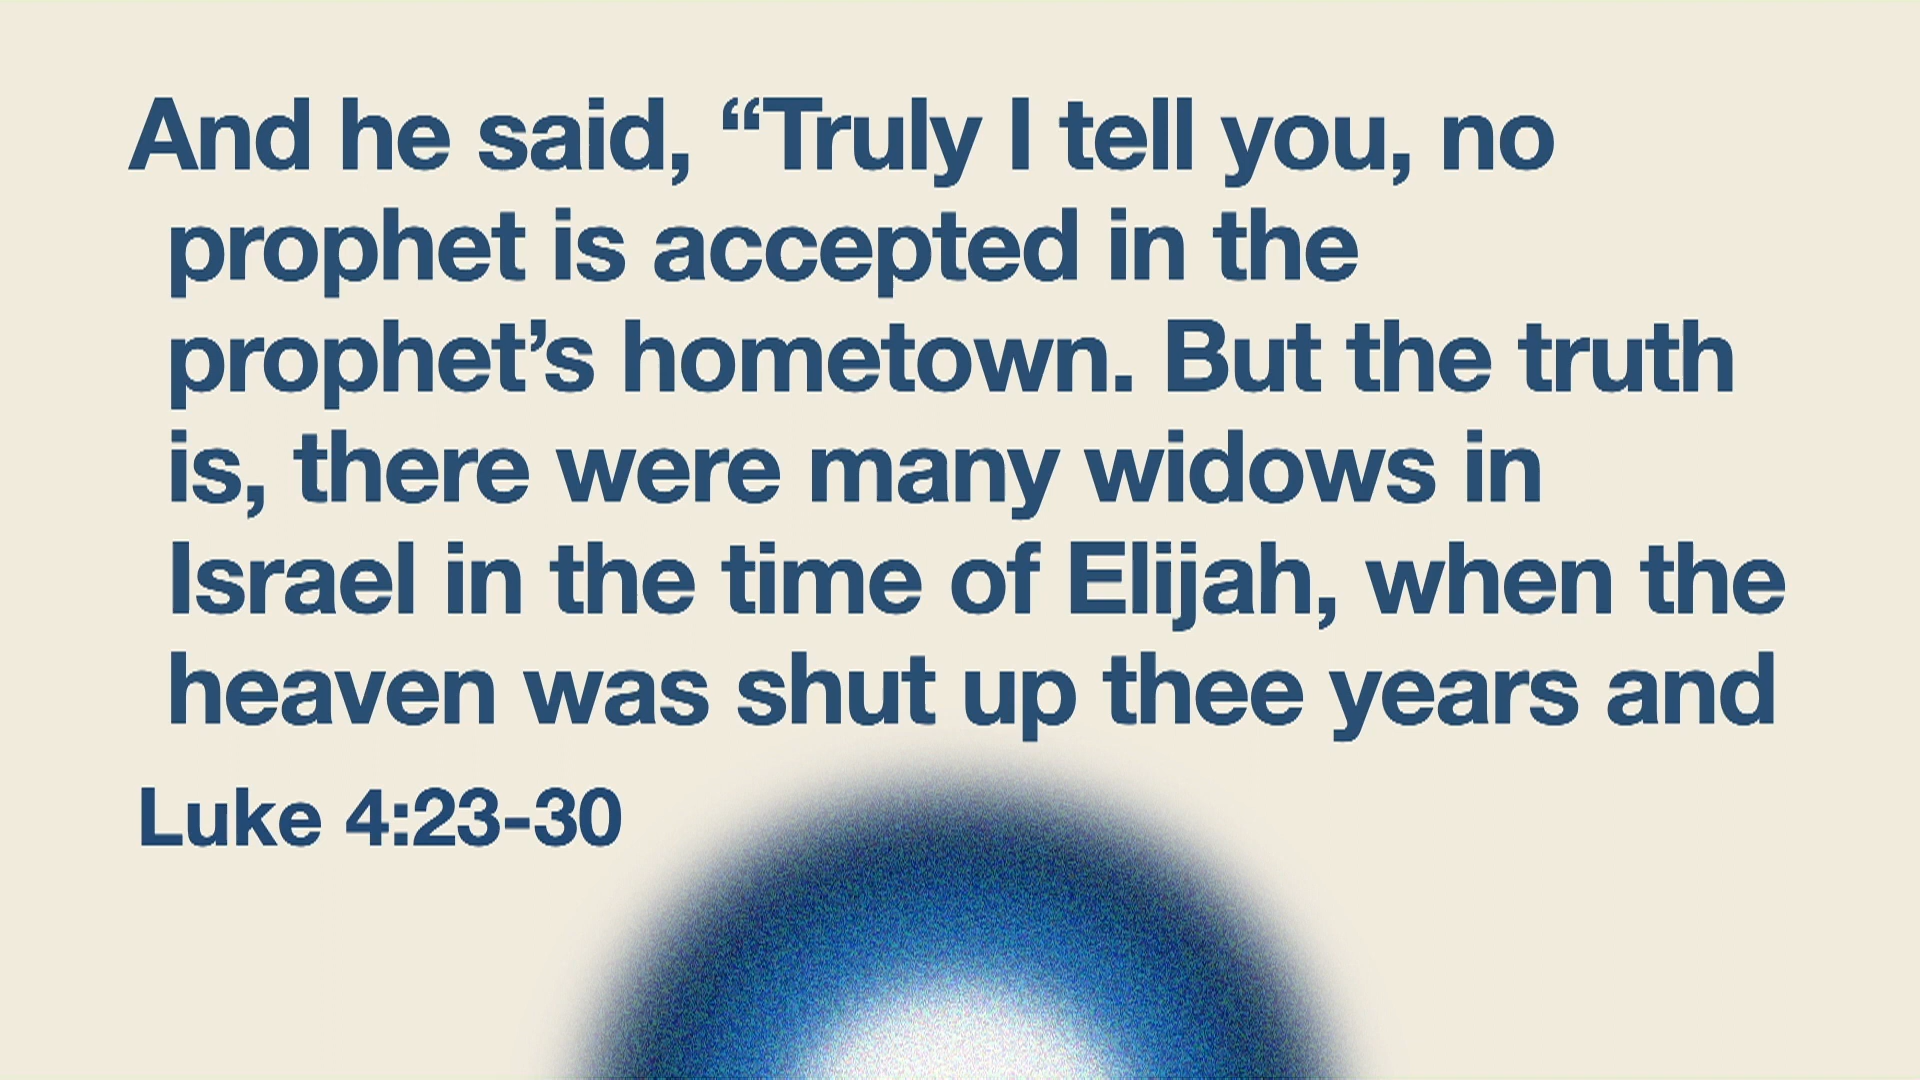 And he said, “Truly I tell you, no
prophet is accepted in the
prophet’s hometown. But the truth
is, there were many widows in
Israel in the time of Elijah, when the
heaven was shut up thee years and
Luke 4:23-30